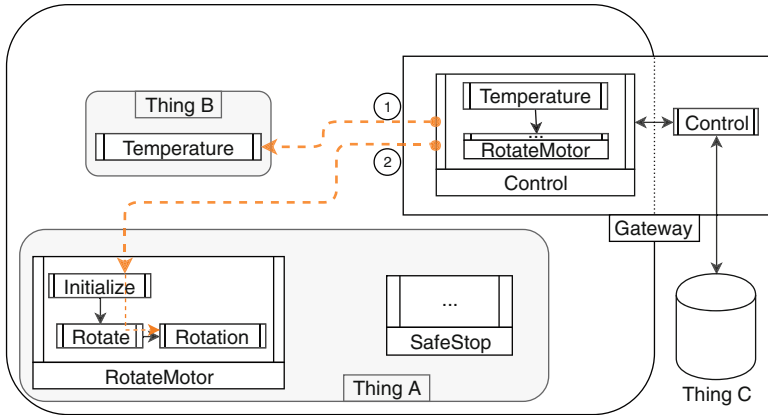 Thing B
Temperature
1
2
Temperature
...
RotateMotor
Control
Control
Gateway
Initialize
Rotate
Rotation
RotateMotor
...
SafeStop
Thing A
Thing C